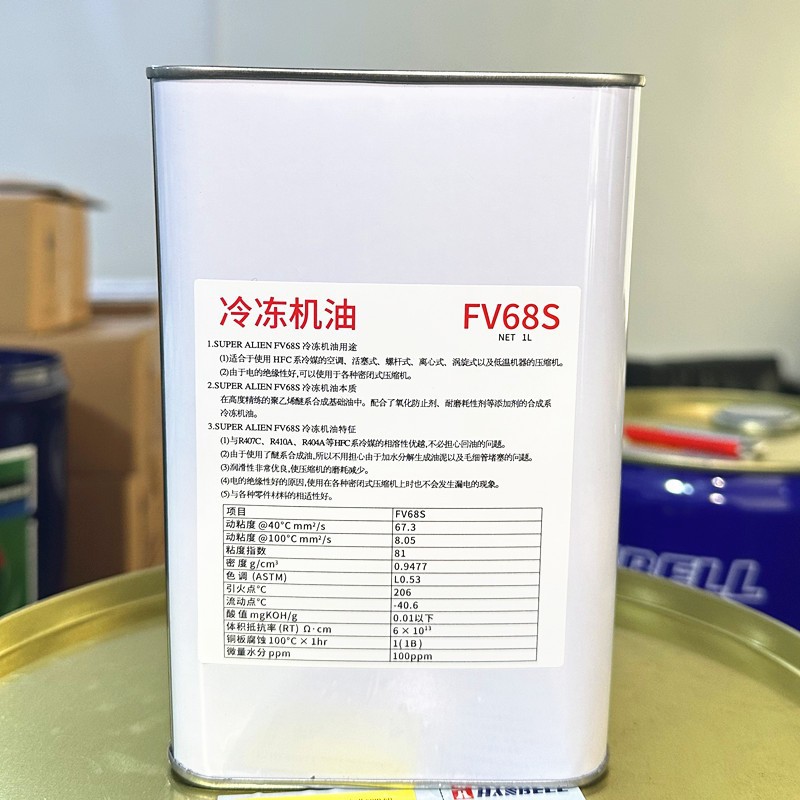 冷冻机油 FV68S
NET 1L
1.SUPER ALIEN FV68S 冷冻机油用途
(1)适合于使用 HFC系冷媒的空调、活塞式、螺杆式、离心式、涡旋式以及低温机器的压缩机。
(2)由于电的绝缘性好,可以使用于各种密闭式压缩机。
2.SUPER ALIEN FV68S 冷冻机油本质
在高度精炼的聚乙烯醚系合成基础油中。配合了氧化防止剂、耐磨耗性剂等添加剂的合成系
冷冻机油。
3.SUPER ALIEN FV68S 冷冻机油特征
(1)与R407C、R410A、R404A等HFC系冷媒的相溶性优越,不必担心回油的问题。
(2)由于使用了醚系合成油,所以不用担心由于加水分解生成油泥以及毛细管堵塞的问题。
(3)润滑性非常优良,使压缩机的磨耗减少。
(4)电的绝缘性好的原因,使用在各种密闭式压缩机上时也不会发生漏电的现象。
(5)与各种零件材料的相适性好。
项目 FV68S
动粘度 @40°C mm²/s 67.3
动粘度 @100°C mm²/s 8.05
粘度指数 81
密度 g/cm³ 0.9477
色调 (ASTM) L0.53
引火点°C 206
流动点°C -40.6
酸值 mgKOH/g 0.01以下
体积抵抗率 (RT) Ω·cm 6×10¹³
铜板腐蚀 100°C×1hr 1(1B)
微量水分 ppm 100ppm
BELL
HANBELL